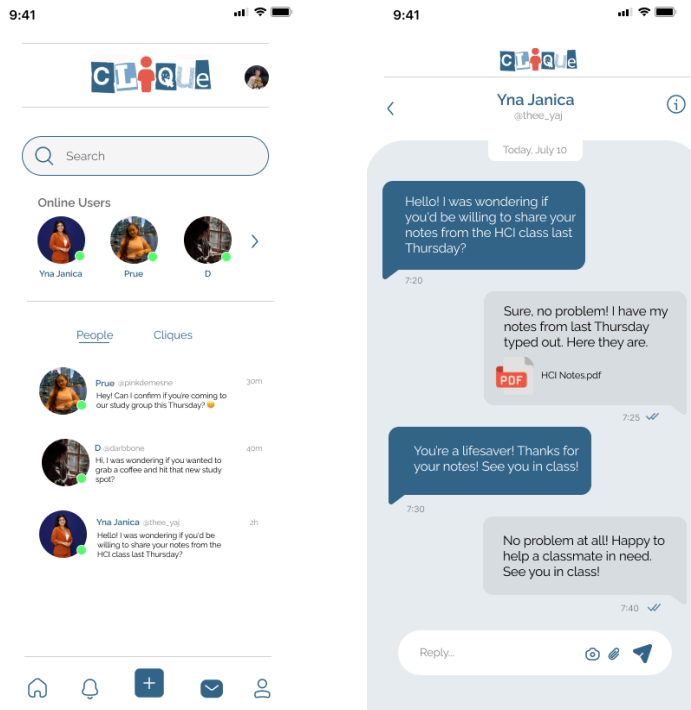 9:41
CLiQUe
Search
Online Users
Yna Janica
Prue
D
People
Cliques
Prue @pinkdemesne
30m
Hey! Can I confirm if you're coming to
our study group this Thursday? 😊
D @darbbone
40m
Hi, I was wondering if you wanted to
grab a coffee and hit that new study
spot?
Yna Janica @thee_yaj
2h
Hello! I was wondering if you'd be
willing to share your notes from the
HCI class last Thursday?
9:41
CLiQUe
Yna Janica
@thee_yaj
Today, July 10
Hello! I was wondering if
you'd be willing to share your
notes from the HCI class last
Thursday?
7:20
Sure, no problem! I have my
notes from last Thursday
typed out. Here they are.
PDF
HCI Notes.pdf
7:25
You're a lifesaver! Thanks for
your notes! See you in class!
7:30
No problem at all! Happy to
help a classmate in need.
See you in class!
7:40
Reply...